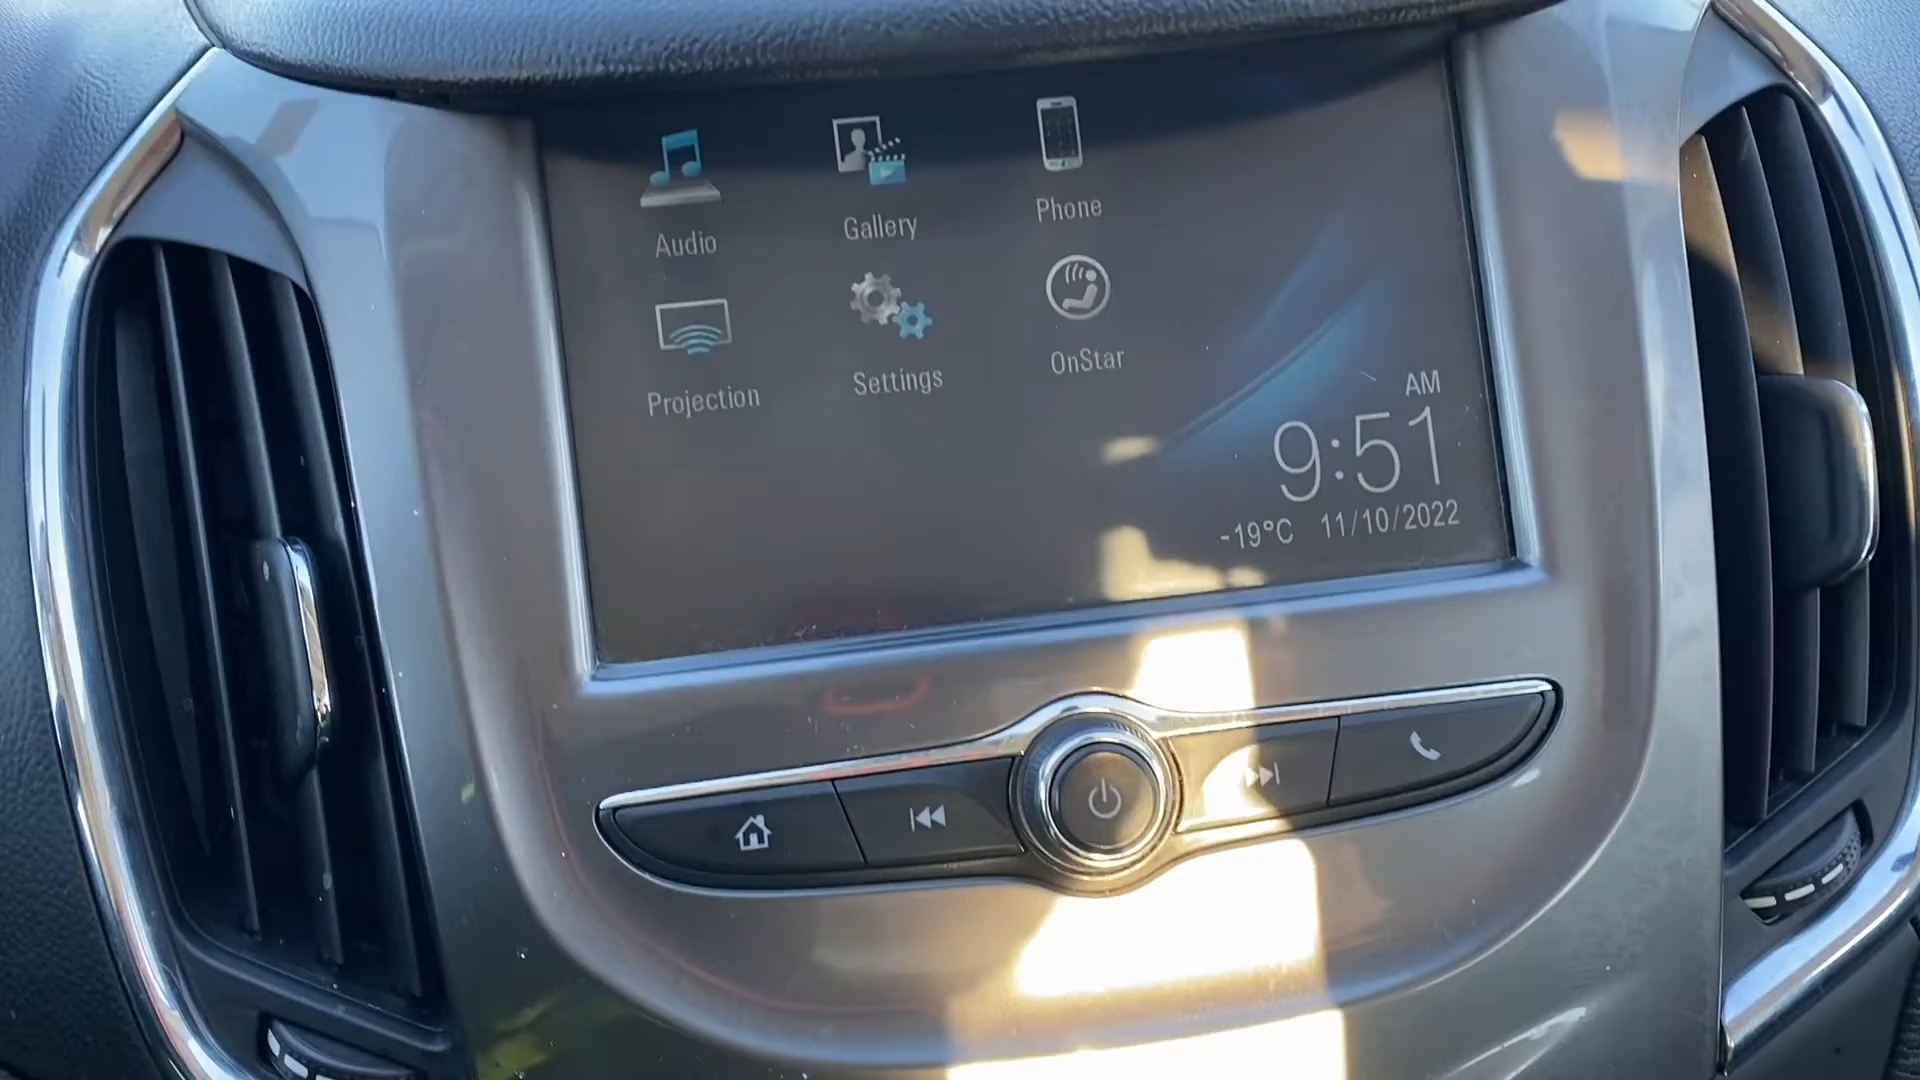 Audio
Gallery
Phone
Projection
Settings
OnStar
AM
9:51
-19°C 11/10/2022